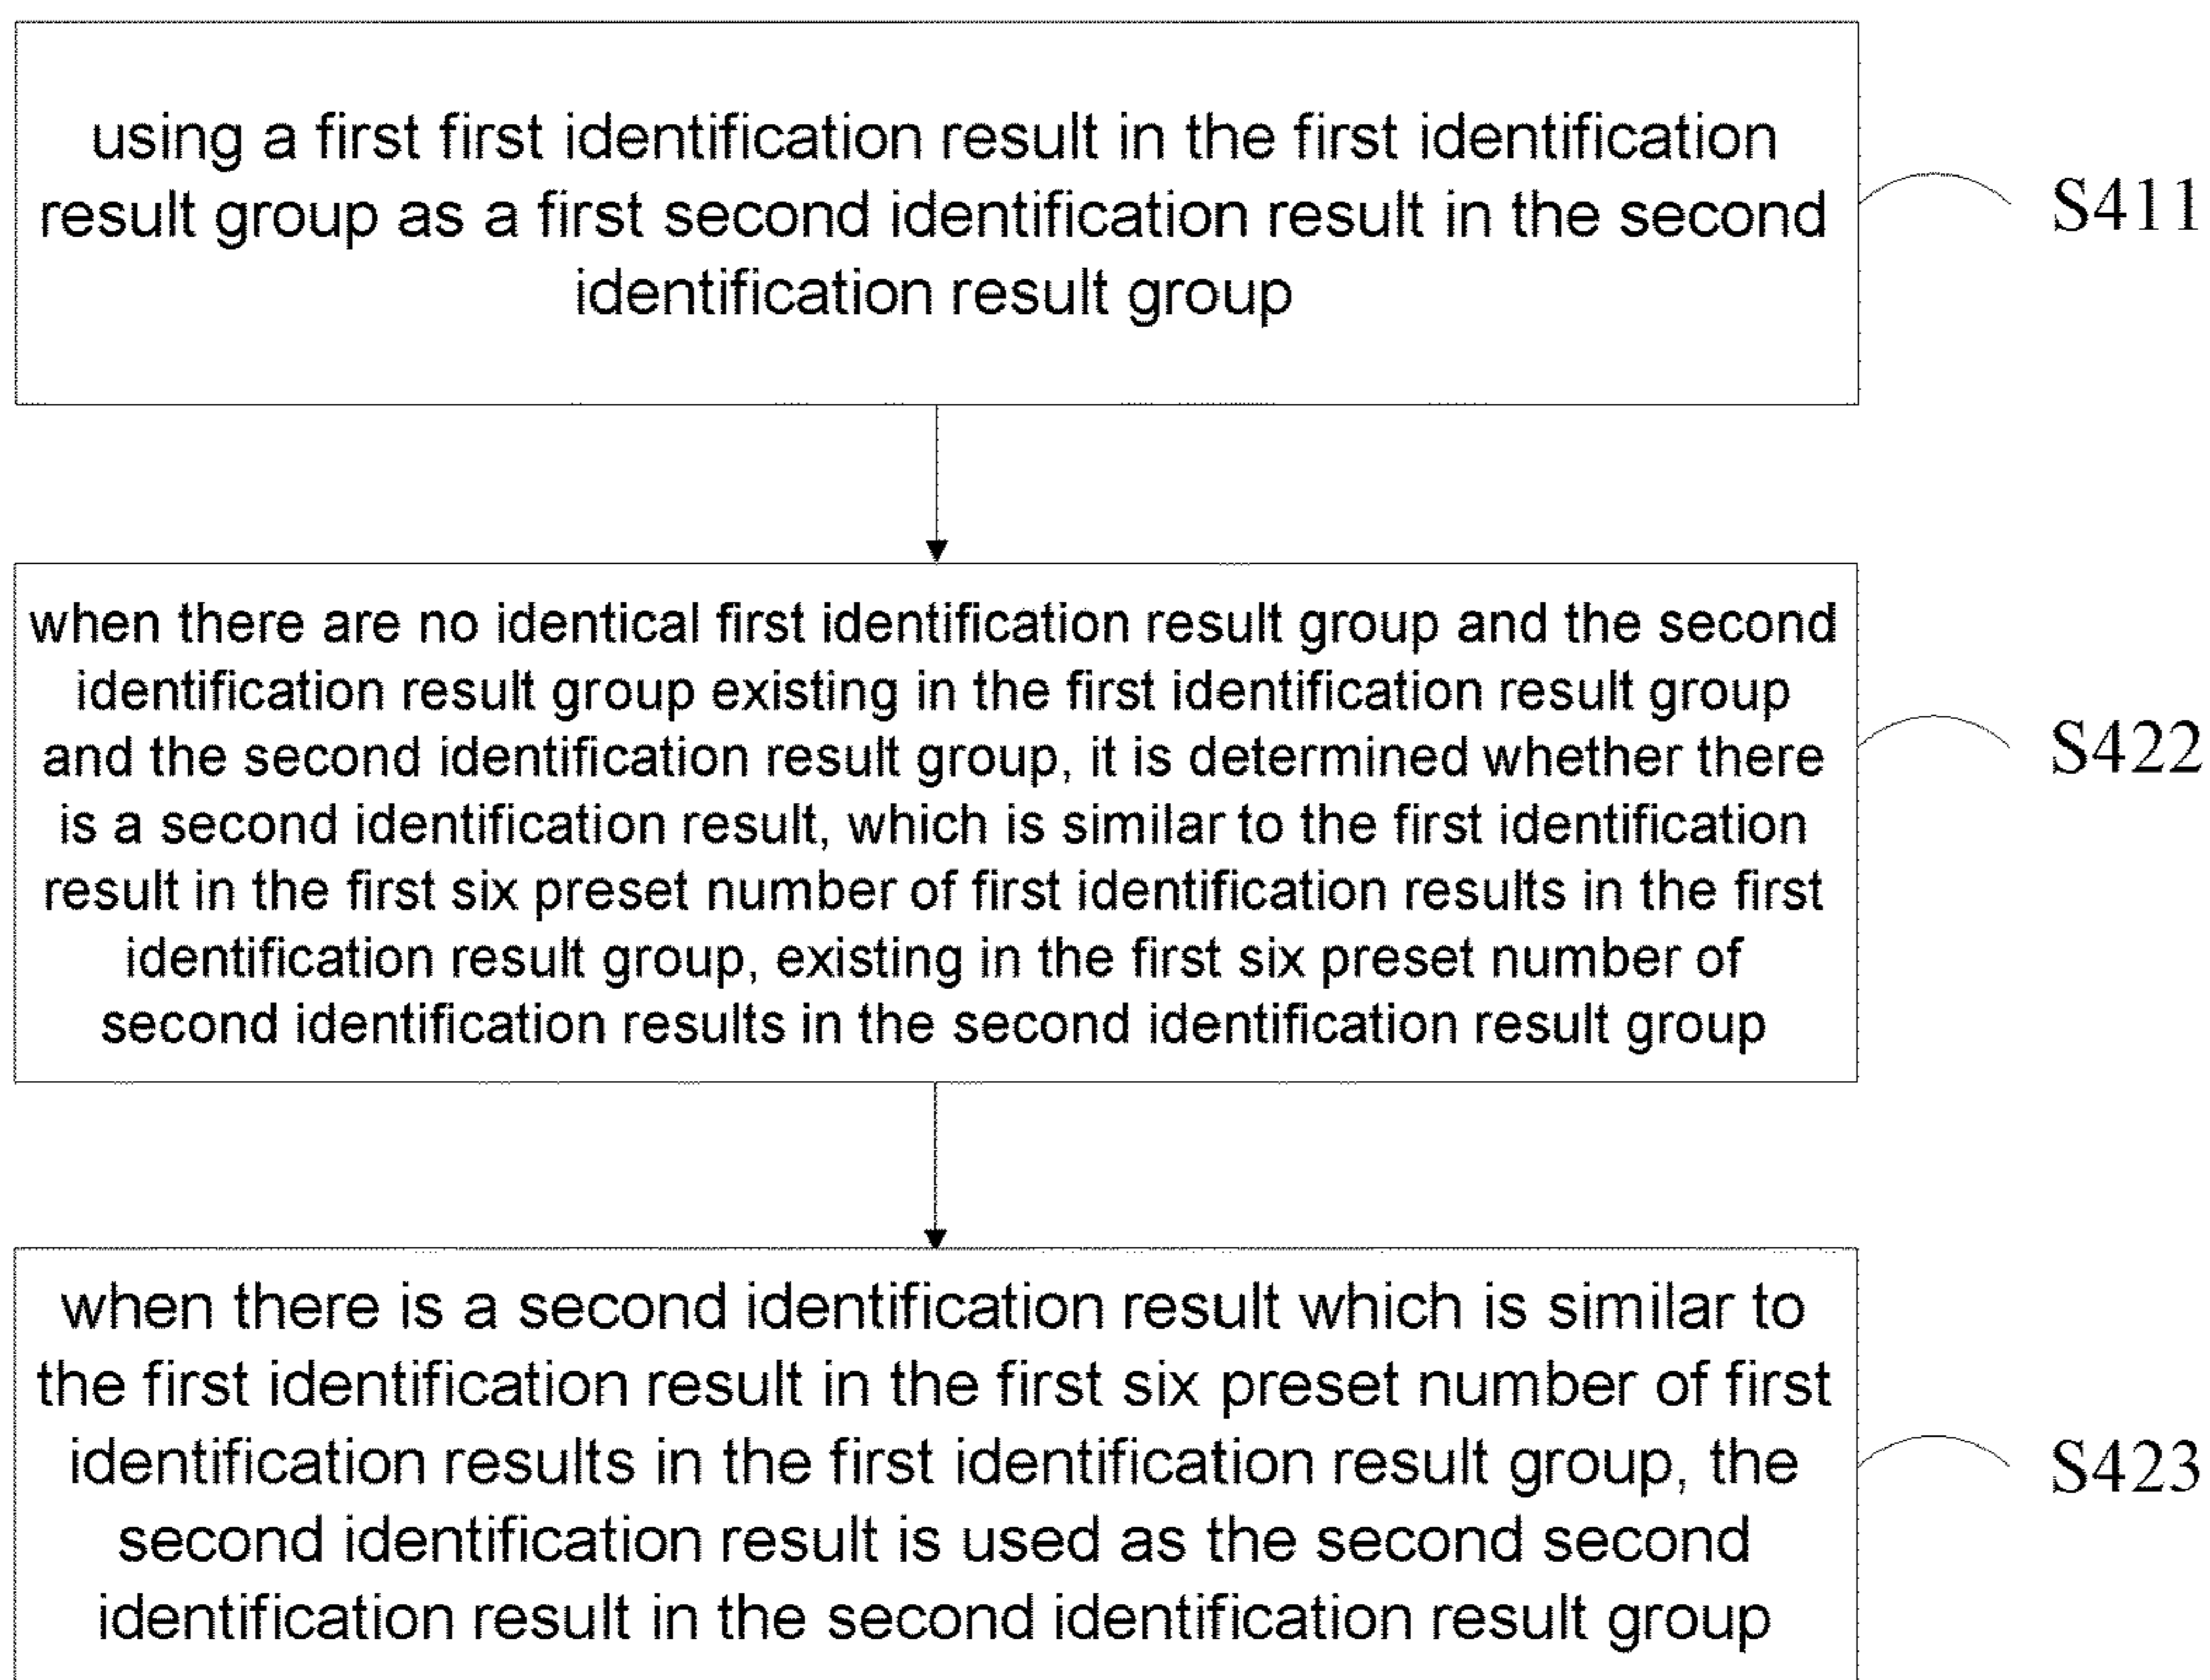 using a first first identification result in the first identification
result group as a first second identification result in the second
identification result group
S411
when there are no identical first identification result group and the second
identification result group existing in the first identification result group
and the second identification result group, it is determined whether there
is a second identification result, which is similar to the first identification
result in the first six preset number of first identification results in the first
identification result group, existing in the first six preset number of
second identification results in the second identification result group
S422
when there is a second identification result which is similar to
the first identification result in the first six preset number of first
identification results in the first identification result group, the
second identification result is used as the second second
identification result in the second identification result group
S423